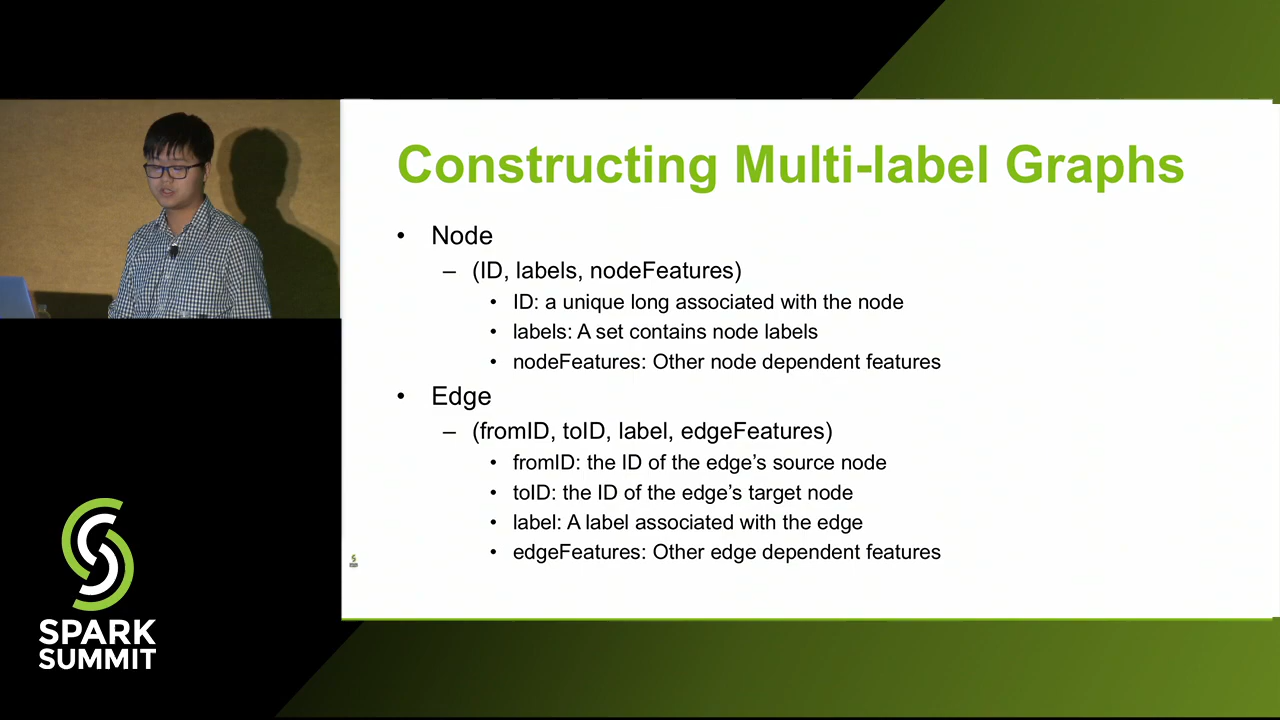 Constructing Multi-label Graphs
• Node
– (ID, labels, nodeFeatures)
• ID: a unique long associated with the node
• labels: A set contains node labels
• nodeFeatures: Other node dependent features
• Edge
– (fromID, toID, label, edgeFeatures)
• fromID: the ID of the edge’s source node
• toID: the ID of the edge’s target node
• label: A label associated with the edge
• edgeFeatures: Other edge dependent features
SPARK
SUMMIT